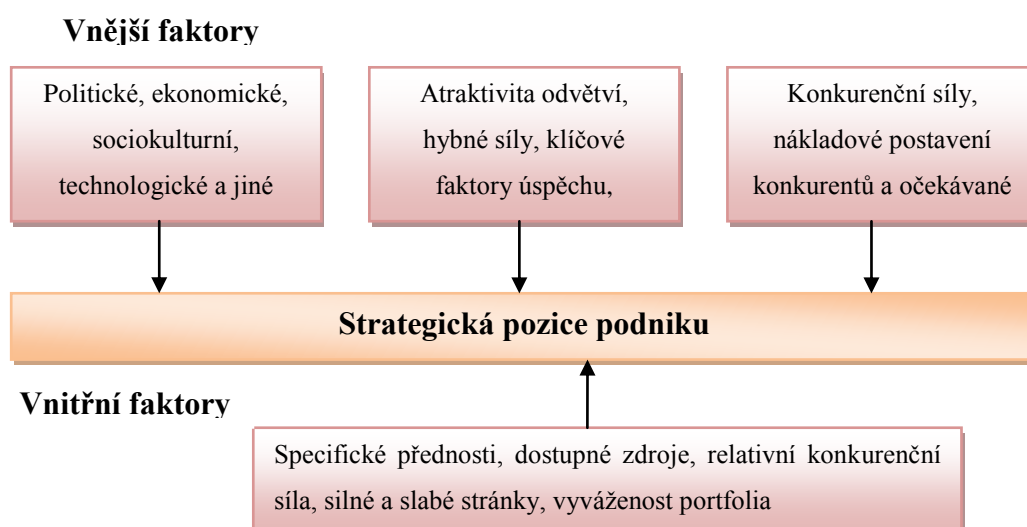 Vnější faktory
Politické, ekonomické,
sociokulturní,
technologické a jiné
Atraktivita odvětví,
hybné síly, klíčové
faktory úspěchu,
Konkurenční síly,
nákladové postavení
konkurentů a očekávané
Strategická pozice podniku
Vnitřní faktory
Specifické přednosti, dostupné zdroje, relativní konkurenční
síla, silné a slabé stránky, vyváženost portfolia